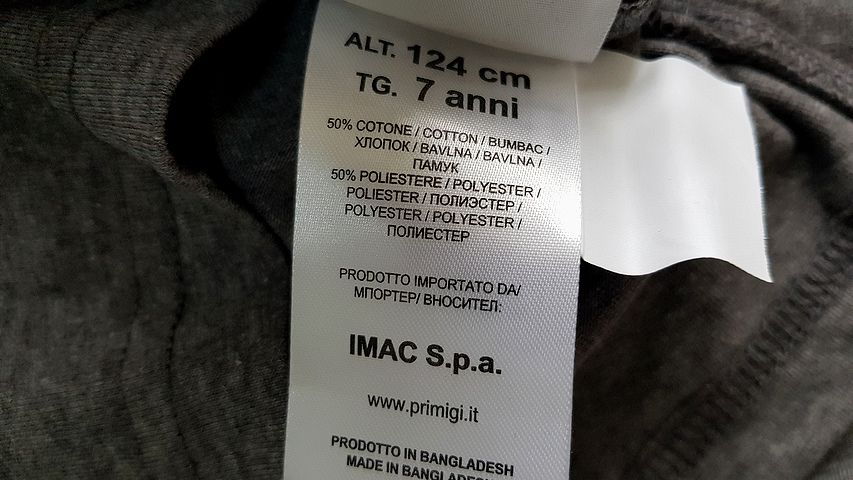 ALT. 124 cm
TG. 7 anni
50% COTONE / COTTON / BUMBAC /
ХЛОПОК / BAVLNA / BAVLNA /
ПАМУК
50% POLIESTERE / POLYESTER /
POLIESTER / ПОЛИЭСТЕР /
POLYESTER / POLYESTER /
ПОЛИЕСТЕР
PRODOTTO IMPORTATO DA/
МПОРТЕР/ ВНОСИТЕЛ:
IMAC S.p.a.
www.primigi.it
PRODOTTO IN BANGLADESH
MADE IN BANGLADESH